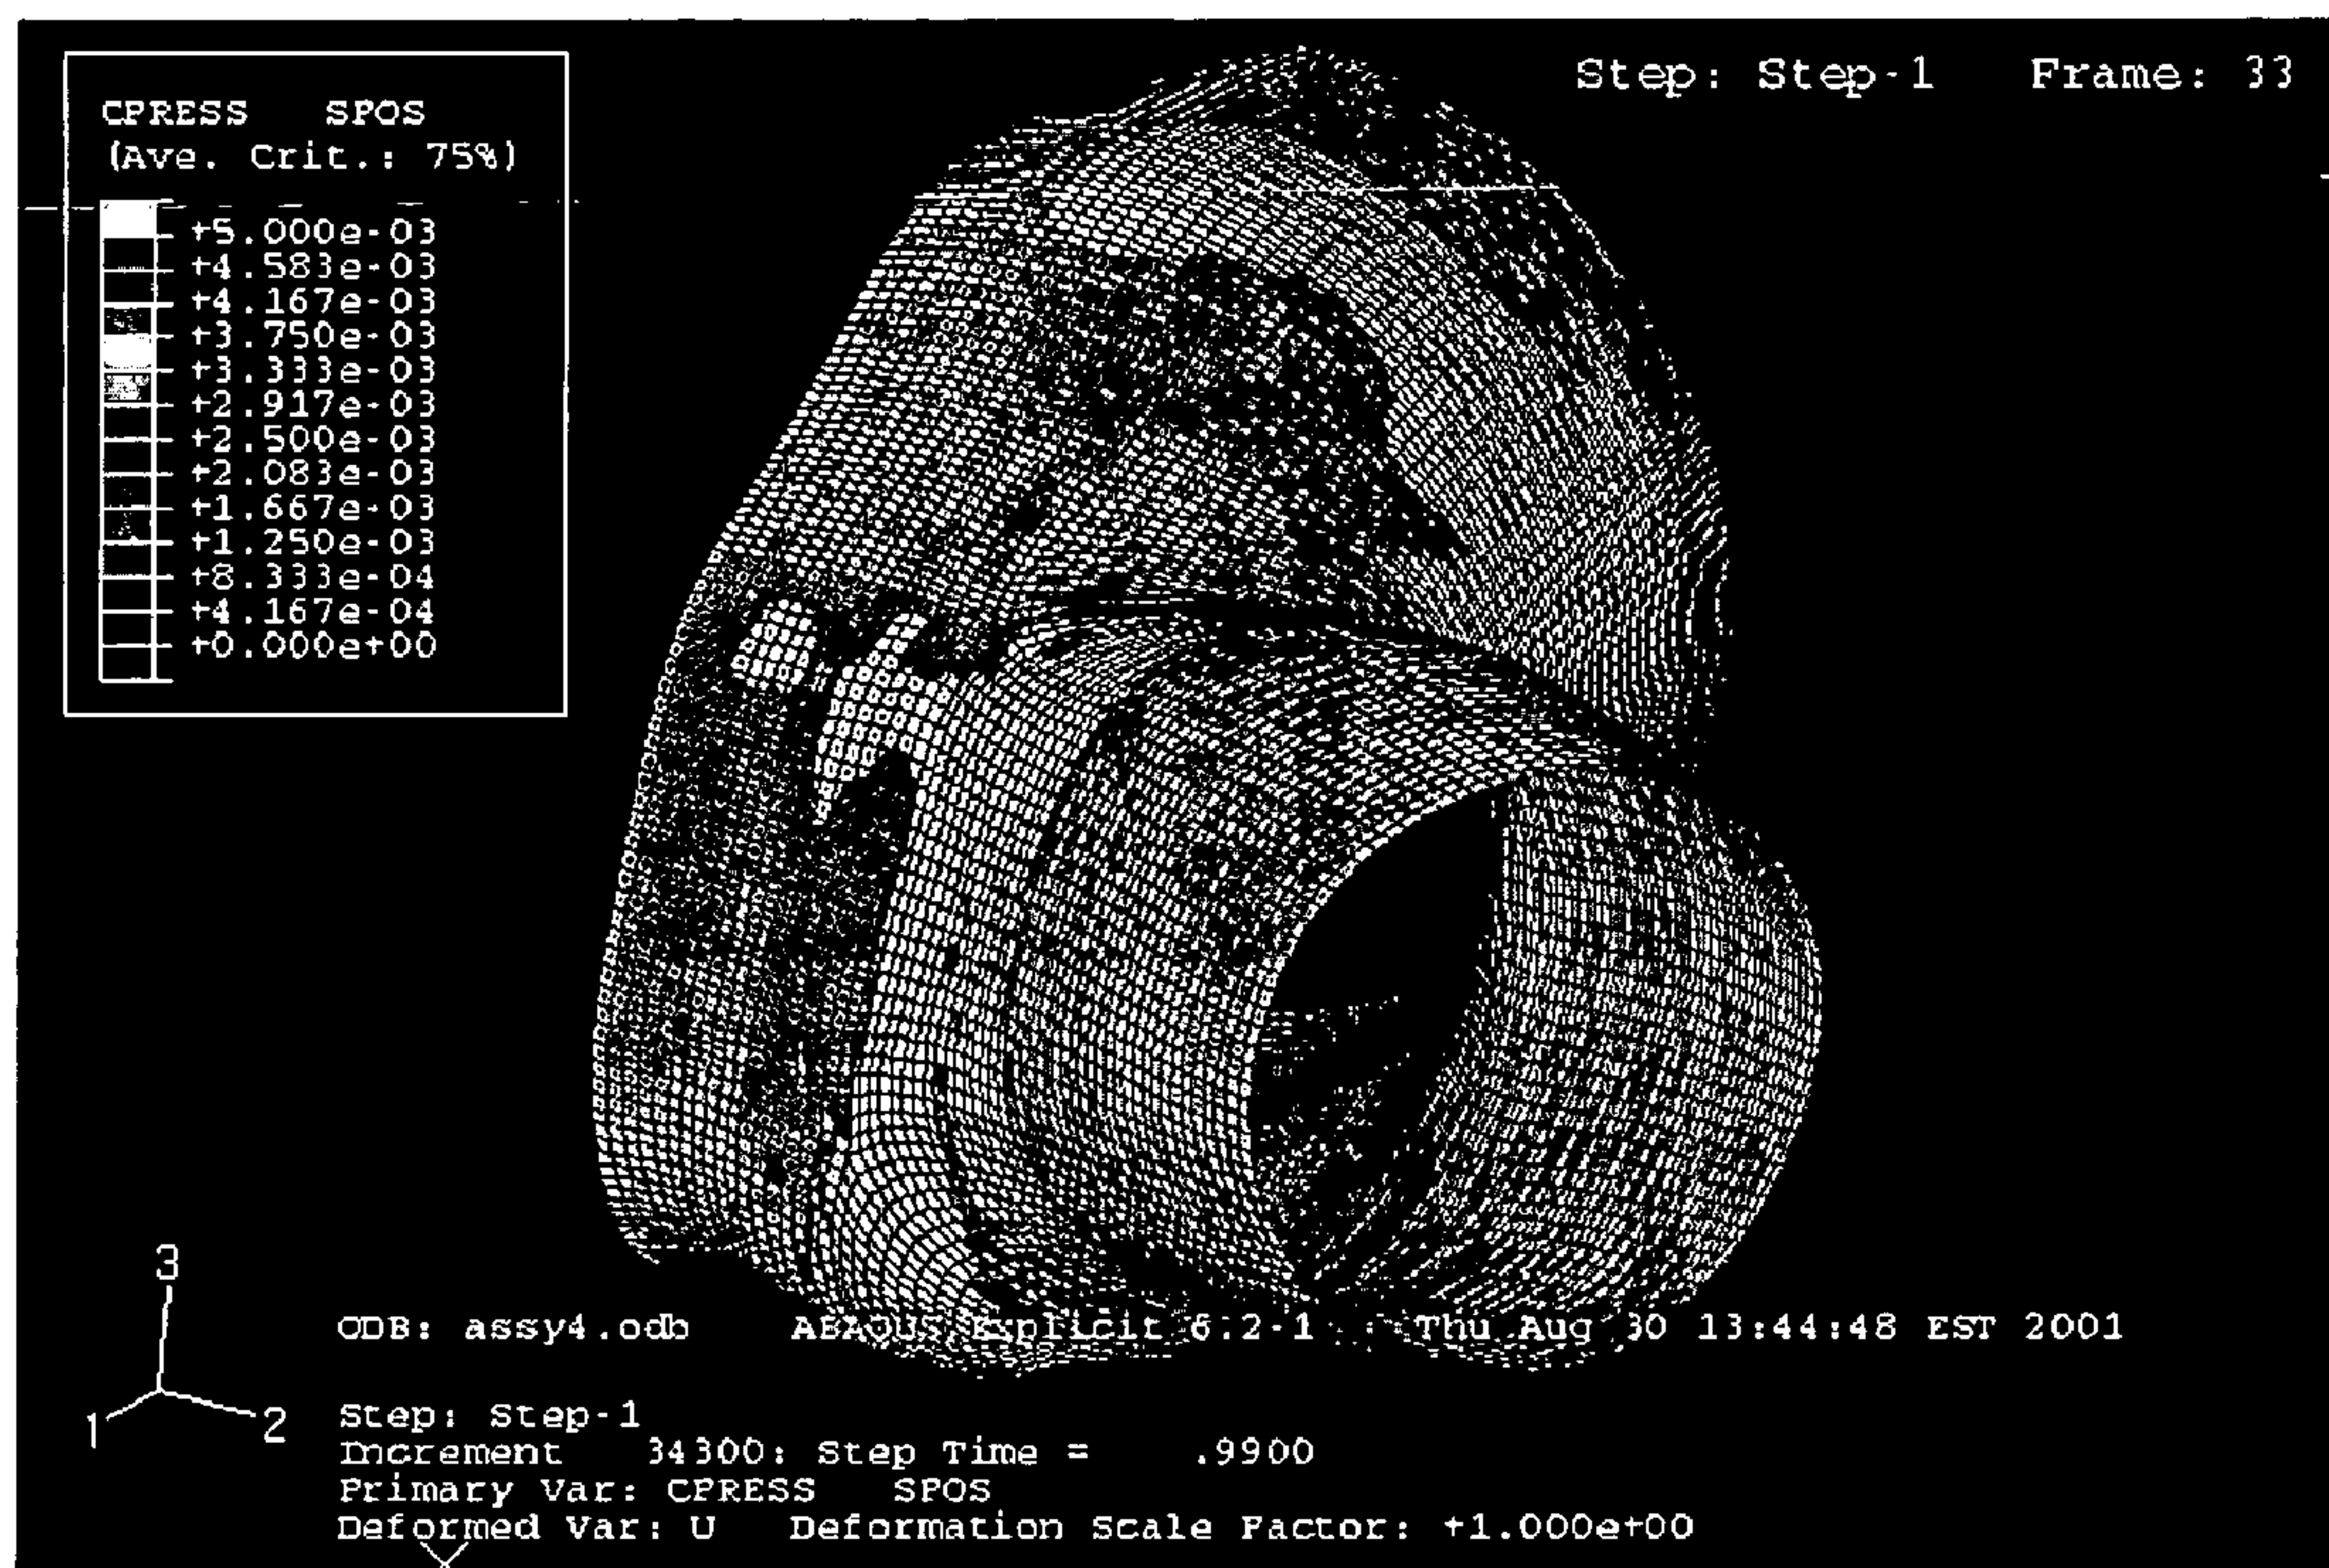 Step: Step-1 Frame: 33
CPRESS SPOS
(Ave. Crit.: 75%)
+5.000e-03
+4.583e-03
+4.167e-03
+3.750e-03
+3.333e-03
+2.917e-03
+2.500e-03
+2.083e-03
+1.667e-03
+1.250e-03
+8.333e-04
+4.167e-04
+0.000e+00
3
1
2
ODB: assy4.odb ABAQUS/Explicit 6.2-1 Thu Aug 30 13:44:48 EST 2001
Step: Step-1
Increment 34300: Step Time = .9900
Primary Var: CPRESS SPOS
Deformed Var: U Deformation Scale Factor: +1.000e+00